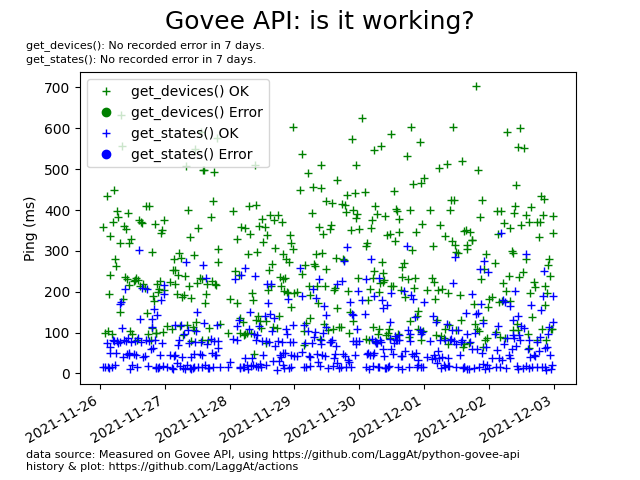 Govee API: is it working?
get_devices(): No recorded error in 7 days.
get_states(): No recorded error in 7 days.
get_devices() OK
get_devices() Error
get_states() OK
get_states() Error
Ping (ms)
700
600
500
400
300
200
100
0
2021-11-26
2021-11-27
2021-11-28
2021-11-29
2021-11-30
2021-12-01
2021-12-02
2021-12-03
data source: Measured on Govee API, using https://github.com/LaggAt/python-govee-api
history & plot: https://github.com/LaggAt/actions